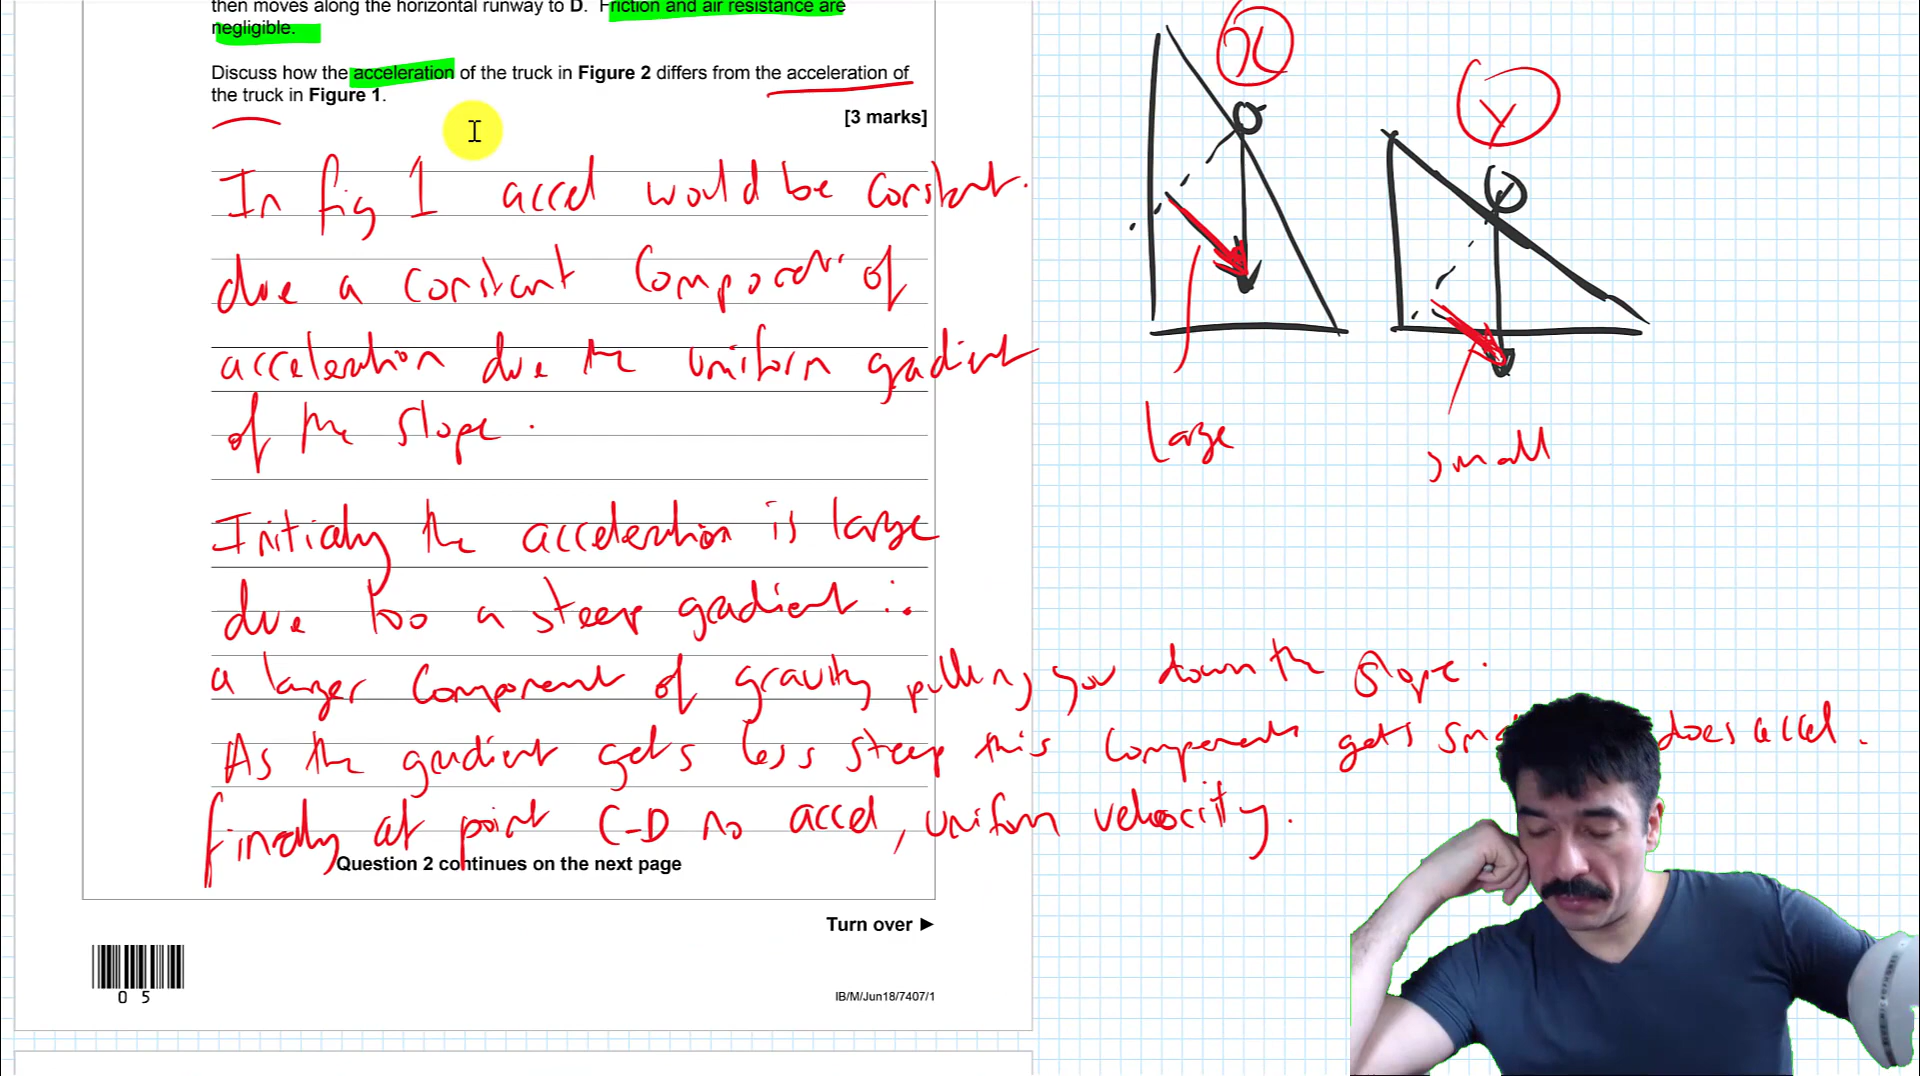 then moves along the horizontal runway to D. Friction and air resistance are
negligible.
Discuss how the acceleration of the truck in Figure 2 differs from the acceleration of
the truck in Figure 1.
[3 marks]
In fig 1 accel would be constant.
due a constant component of
acceleration due the uniform gradient
of the slope.
Initialy the acceleration is large
due too a steep gradient ∴
a larger component of gravity pulling you down the slope.
As the gradient gets less steep this component gets does accel.
finally at point C-D no accel, uniform velocity.
Question 2 continues on the next page
Turn over ►
0 5
IB/M/Jun18/7407/1
x
Y
large
small